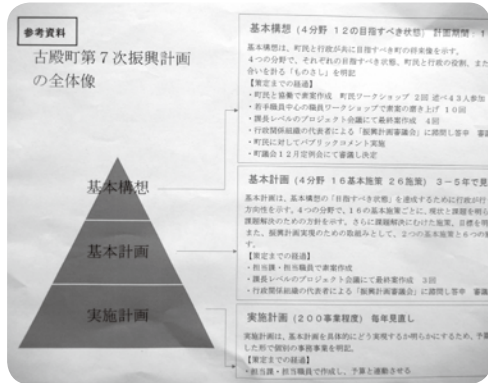 参考資料
古殿町第7次振興計画
の全体像
基本構想
基本計画
実施計画
基本構想（4分野 12の目指すべき状態） 計画期間：
基本構想は、町民と行政が共に目指すべき町の将来像を示す。
4つの分野で、それぞれの目指すべき状態、町民と行政の役割、また
合いを計る「ものさし」を明記
【策定までの経過】
・町民と協働で素案作成 町民ワークショップ 2回 述べ43人参加
・若手職員中心の職員ワークショップで素案の磨き上げ 10回
・課長レベルのプロジェクト会議にて最終案作成 4回
・行政関係組織の代表者による「振興計画審議会」に諮問し答申
・町民に対してパブリックコメント実施
・町議会12月定例会にて審議し決定
基本計画（4分野 16基本施策 26施策） 3－5年で見
基本計画は、基本構想の「目指すべき状態」を達成するために行政が行
方向性を示す。4つの分野で、16の基本施策ごとに、現状と課題を明ら
課題解決のための方針を示す。さらに課題解決にむけた施策、目標を明
また、振興計画実現のための取組みとして、2つの基本施策と6つの施
す。
【策定までの経過】
・担当課・担当職員で素案作成
・課長レベルのプロジェクト会議にて最終案作成 3回
・行政関係組織の代表者による「振興計画審議会」に諮問し答申
実施計画（200事業程度） 毎年見直し
実施計画は、基本計画を具体的にどう実現するか明らかにするため、予算
した形で個別の事務事業を明記。
【策定までの経過】
・担当課・担当職員で作成し、予算と連動させる